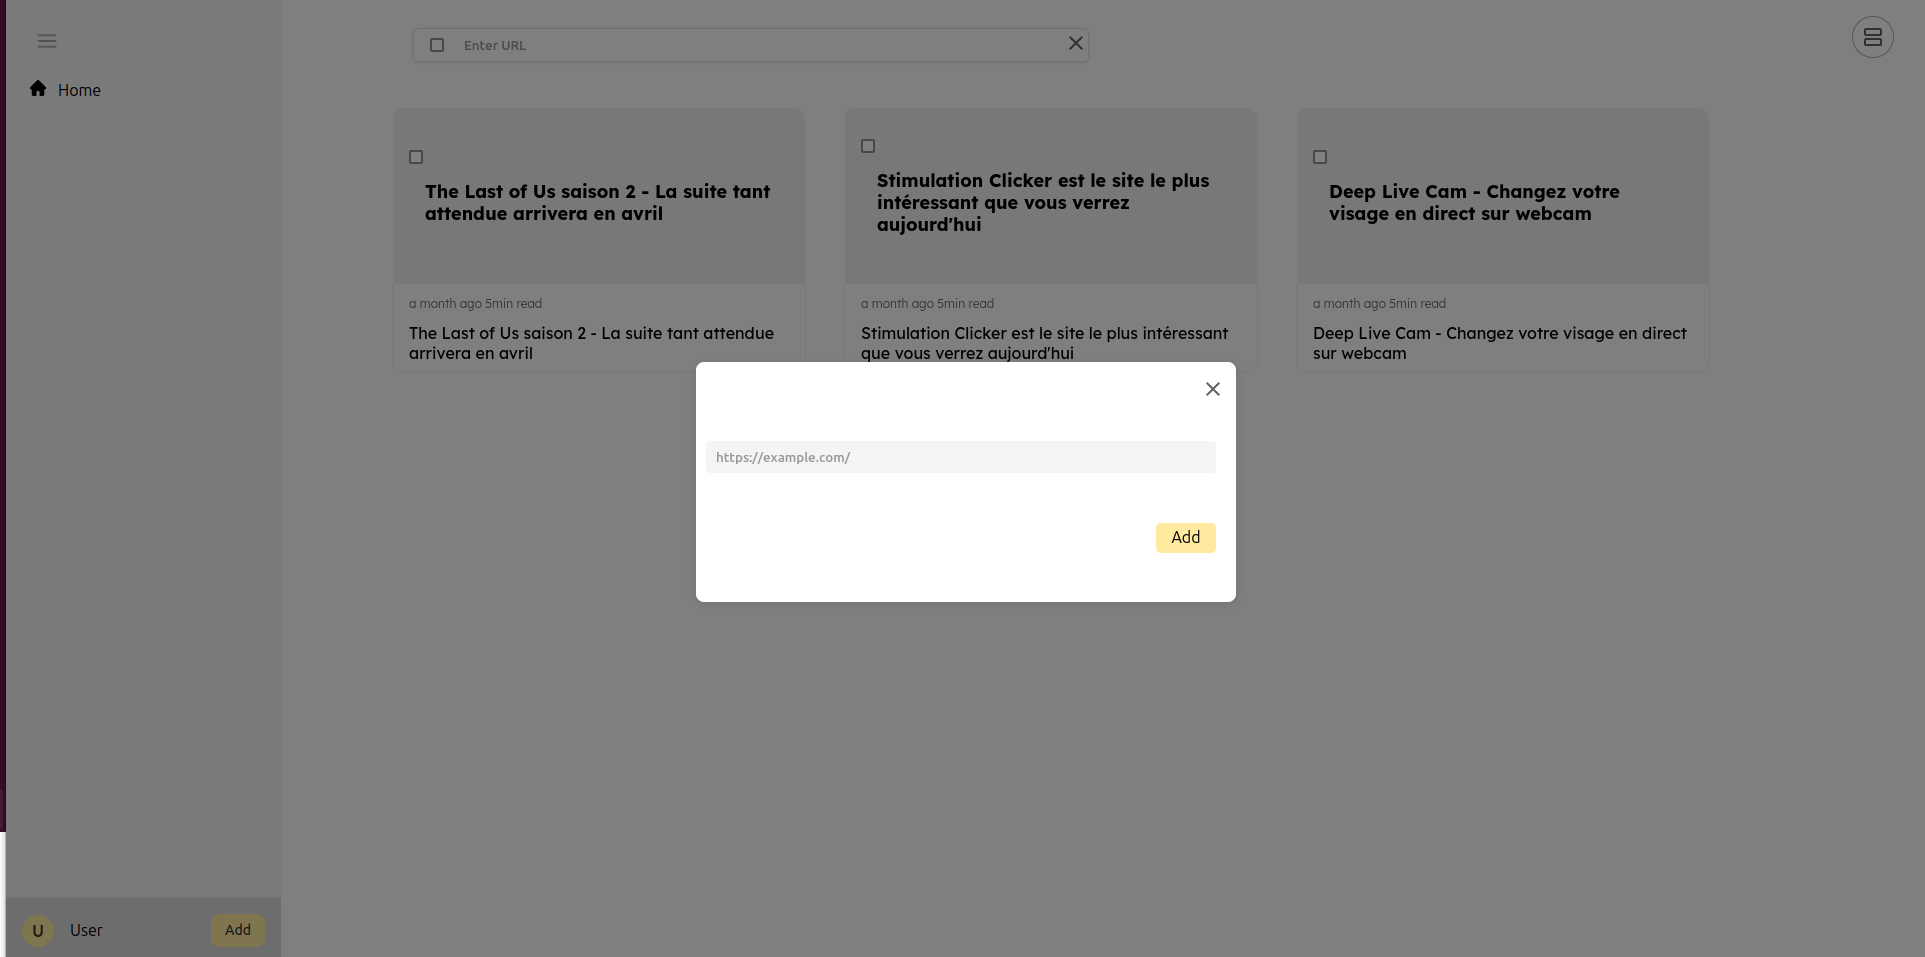 Enter URL
Home
The Last of Us saison 2 - La suite tant
attendue arrivera en avril
Stimulation Clicker est le site le plus
intéressant que vous verrez
aujourd'hui
Deep Live Cam - Changez votre
visage en direct sur webcam
a month ago 5min read
The Last of Us saison 2 - La suite tant attendue
arrivera en avril
a month ago 5min read
Stimulation Clicker est le site le plus intéressant
que vous verrez aujourd'hui
a month ago 5min read
Deep Live Cam - Changez votre visage en direct
sur webcam
https://example.com/
Add
U
User
Add